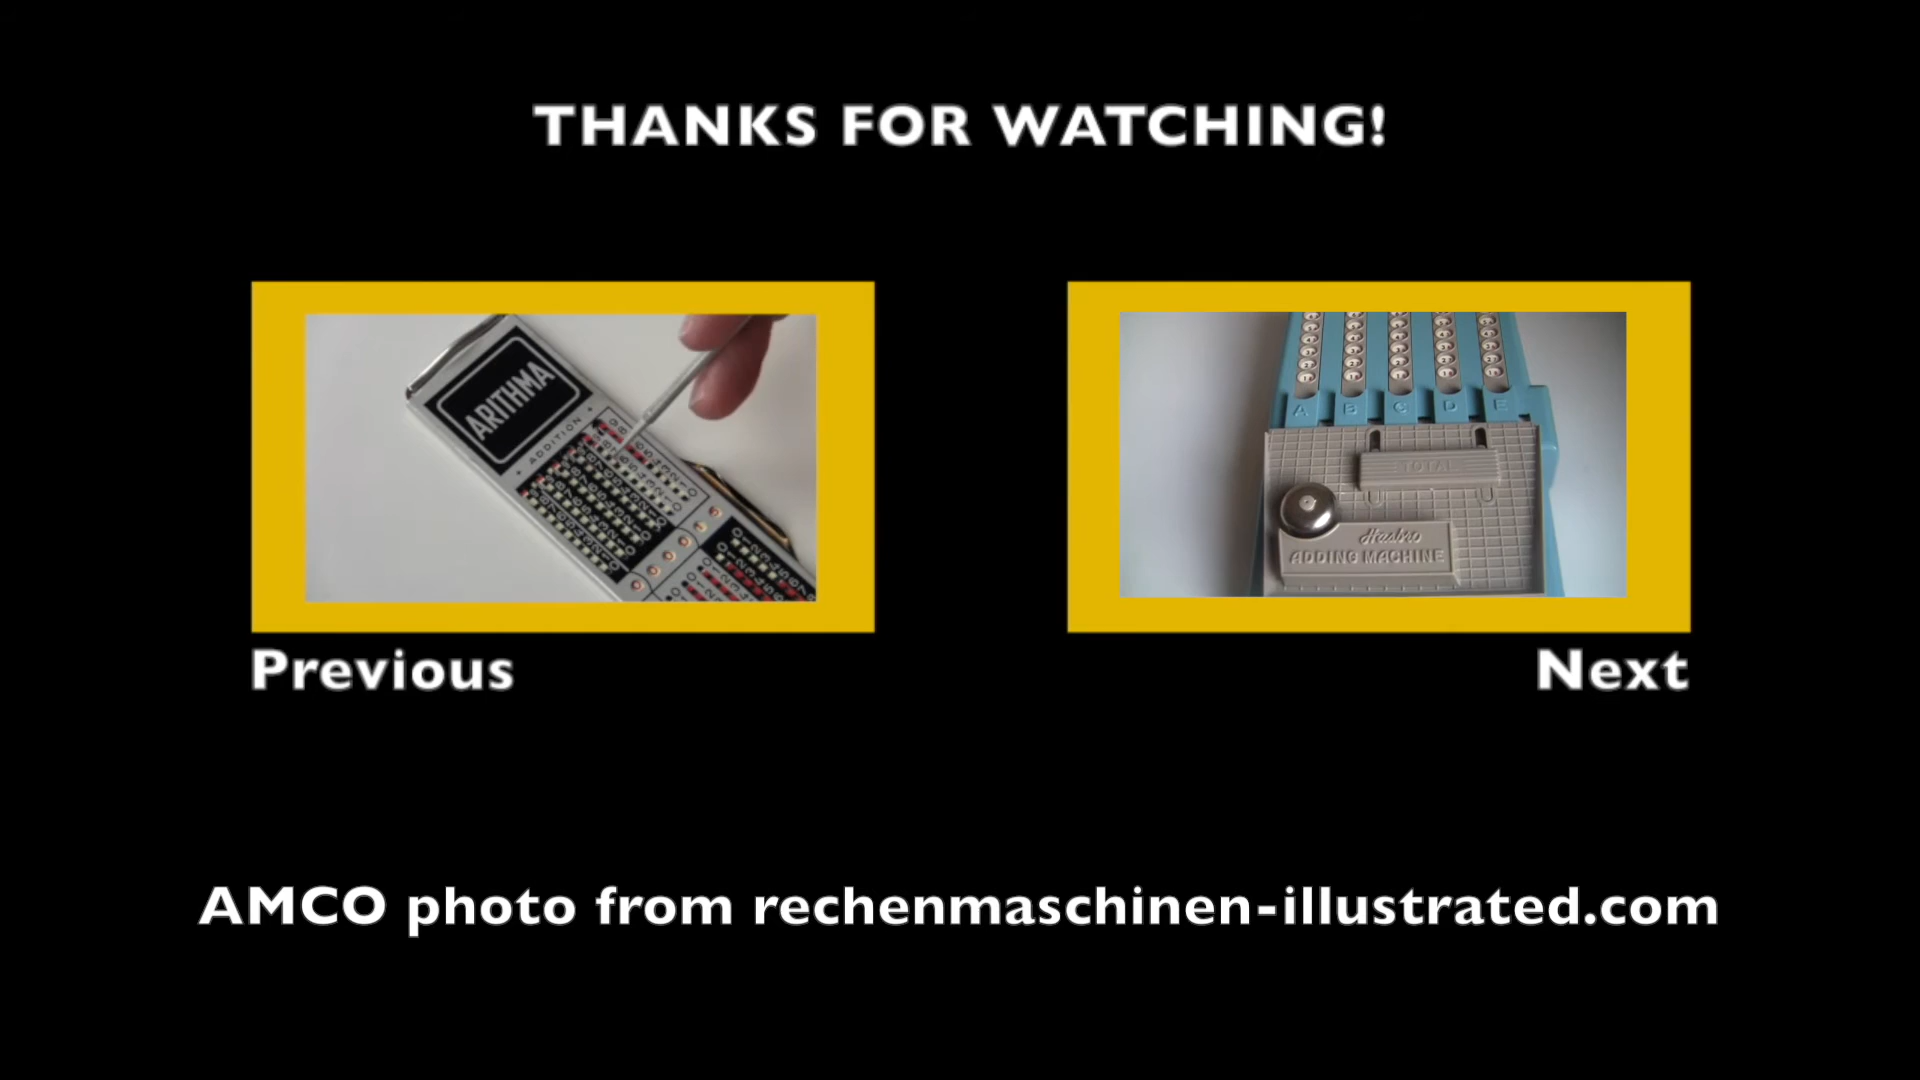 THANKS FOR WATCHING!
ARITHMA
ADDITION
A B C D E
TOTAL
Hasbro
ADDING MACHINE
Previous
Next
AMCO photo from rechenmaschinen-illustrated.com